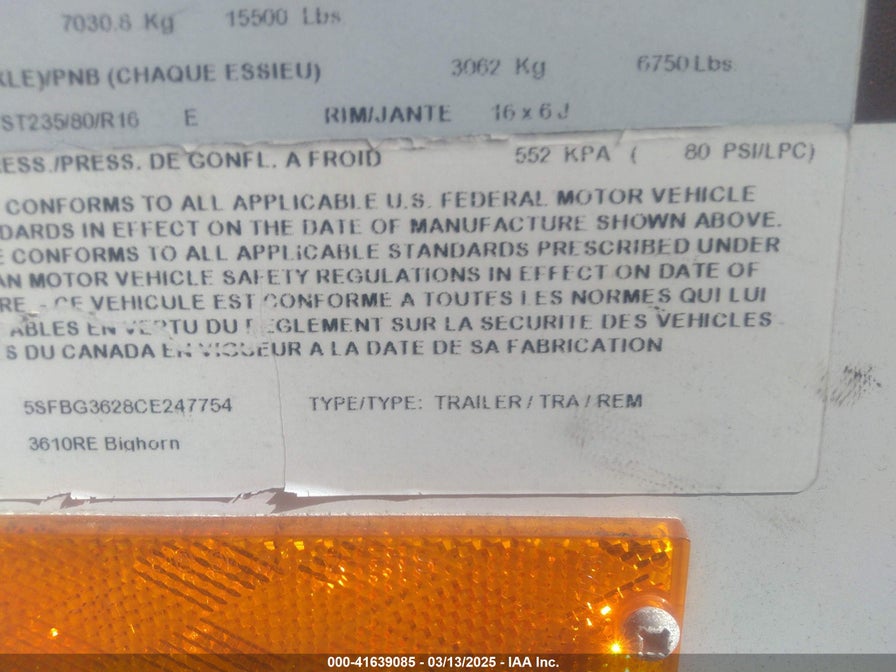 7030.6 Kg 15500 Lbs
KLE)/PNB (CHAQUE ESSIEU) 3062 Kg 6750 Lbs
ST235/80/R16 E RIM/JANTE 16 x 6 J
ESS./PRESS. DE GONFL. A FROID 552 KPA ( 80 PSI/LPC)
CONFORMS TO ALL APPLICABLE U.S. FEDERAL MOTOR VEHICLE
DARDS IN EFFECT ON THE DATE OF MANUFACTURE SHOWN ABOVE.
E CONFORMS TO ALL APPLICABLE STANDARDS PRESCRIBED UNDER
AN MOTOR VEHICLE SAFETY REGULATIONS IN EFFECT ON DATE OF
RE. - CE VEHICULE EST CONFORME A TOUTES LES NORMES QUI LUI
ABLES EN VERTU DU REGLEMENT SUR LA SECURITE DES VEHICLES
S DU CANADA EN VIGUEUR A LA DATE DE SA FABRICATION
5SFBG3628CE247754 TYPE/TYPE: TRAILER / TRA / REM
3610RE Bighorn
000-41639085 - 03/13/2025 - IAA Inc.